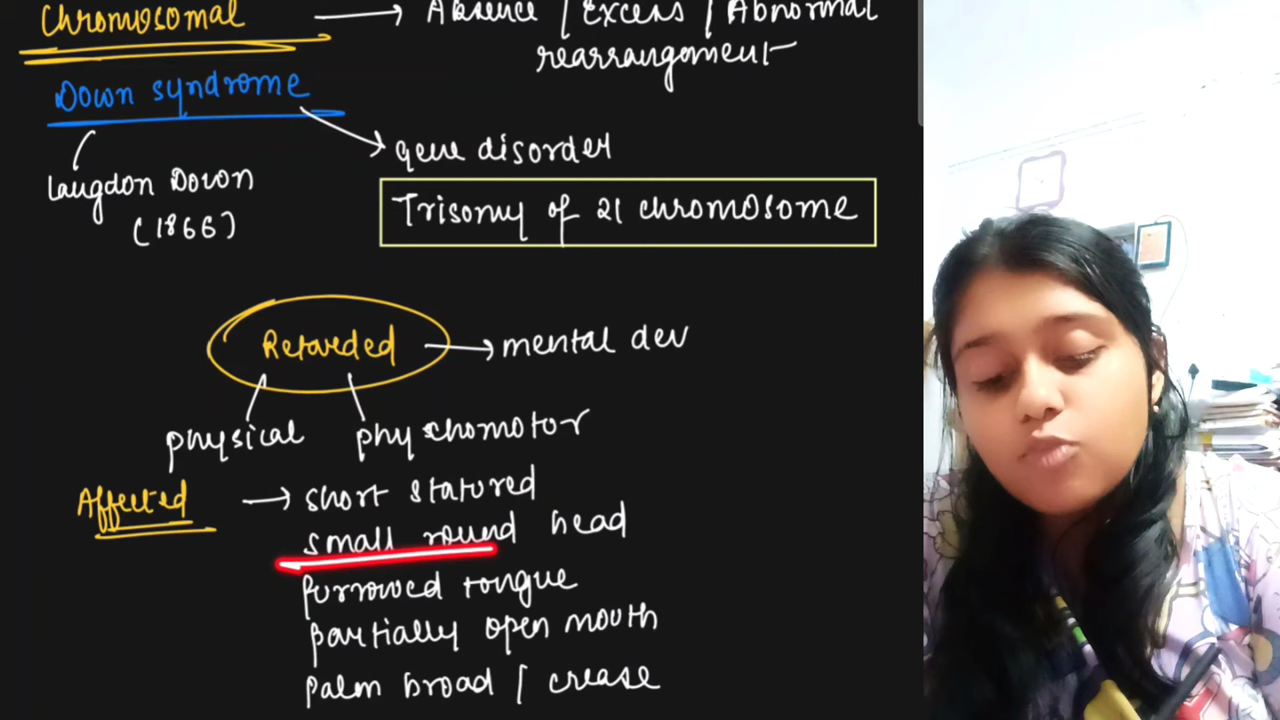 Chromosomal → Absence / Excess / Abnormal
rearrangement
Down syndrome
→ gene disorder
Langdon Down
(1866)
Trisomy of 21 chromosome
Retarded → mental dev
physical phychomotor
Affected → short statured
small round head
furrowed tongue
partially open mouth
palm broad / crease